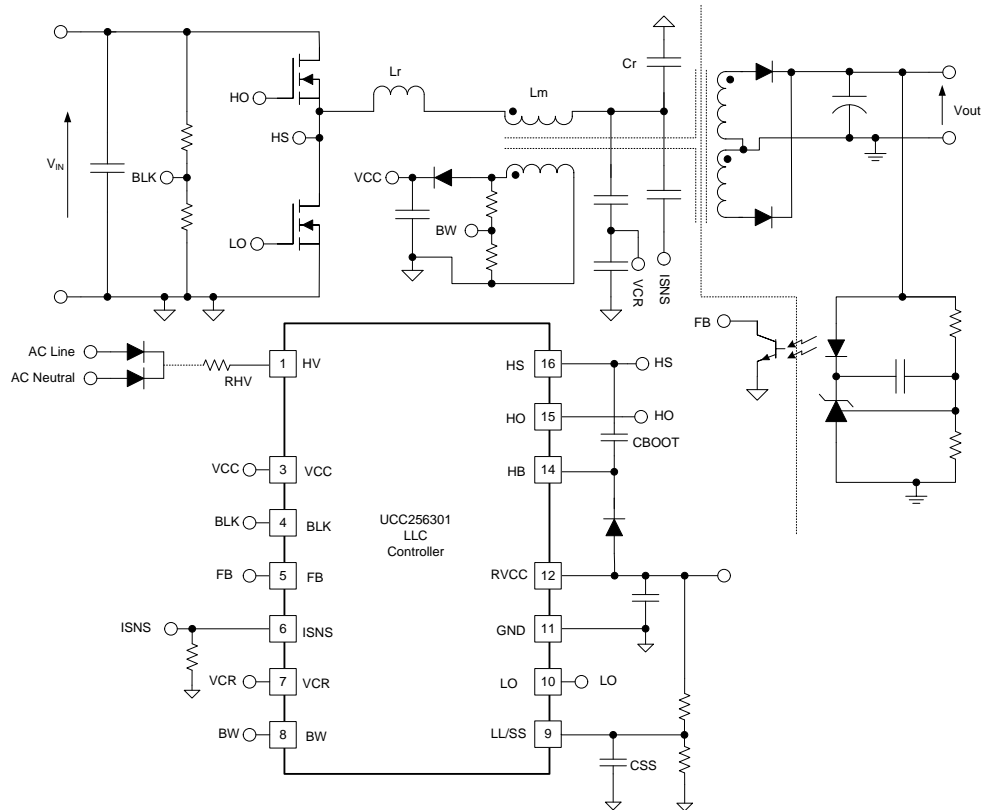 Cr
Lr
Lm
HO
HS
VIN
BLK
VCC
BW
LO
VCR
ISNS
Vout
FB
AC Line
AC Neutral
RHV
1
HV
16
HS
HS
15
HO
HO
CBOOT
14
HB
VCC
3
VCC
BLK
4
BLK
UCC256301
LLC
Controller
FB
5
FB
RVCC
12
ISNS
6
ISNS
GND
11
VCR
7
VCR
LO
10
LO
BW
8
BW
LL/SS
9
CSS